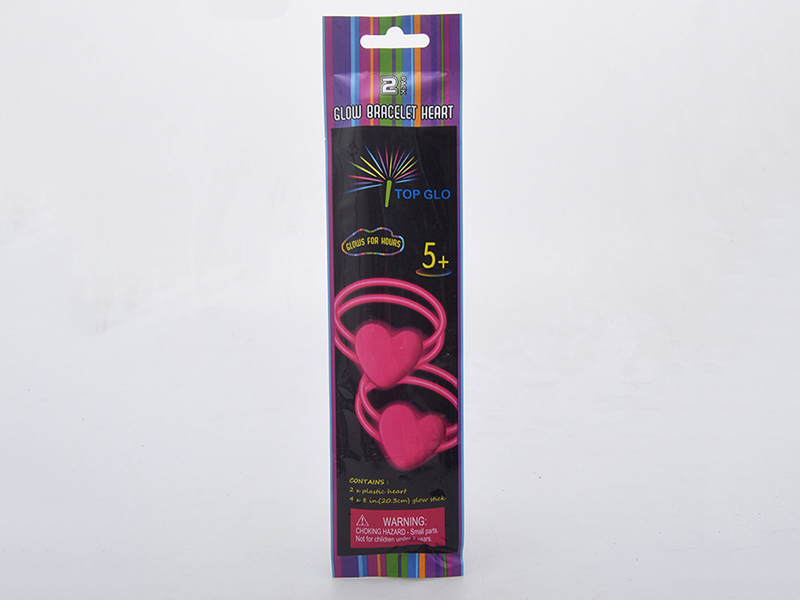 2 PACK
GLOW BRACELET HEART
TOP GLO
GLOWS FOR HOURS
5+
CONTAINS :
2 x plastic heart
4 x 8 in.(20.3cm) glow stick
WARNING:
CHOKING HAZARD - Small parts.
Not for children under 3 years.